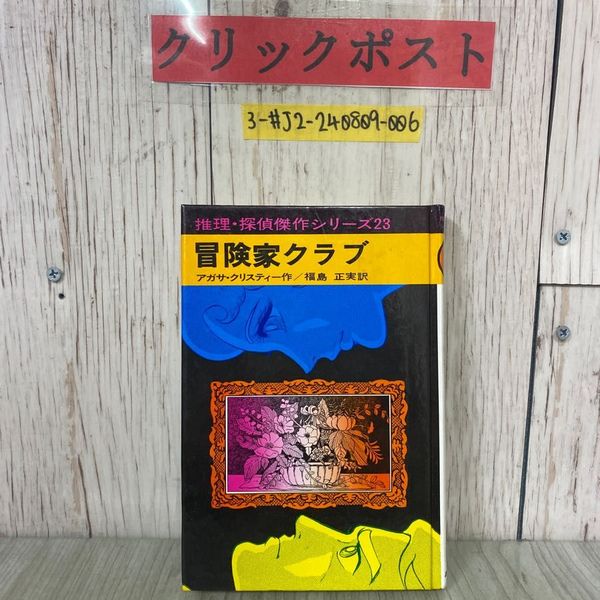 クリックポスト
3-#J2-240809-006
推理・探偵傑作シリーズ23
冒険家クラブ
アガサ・クリスティー作/福島 正実訳